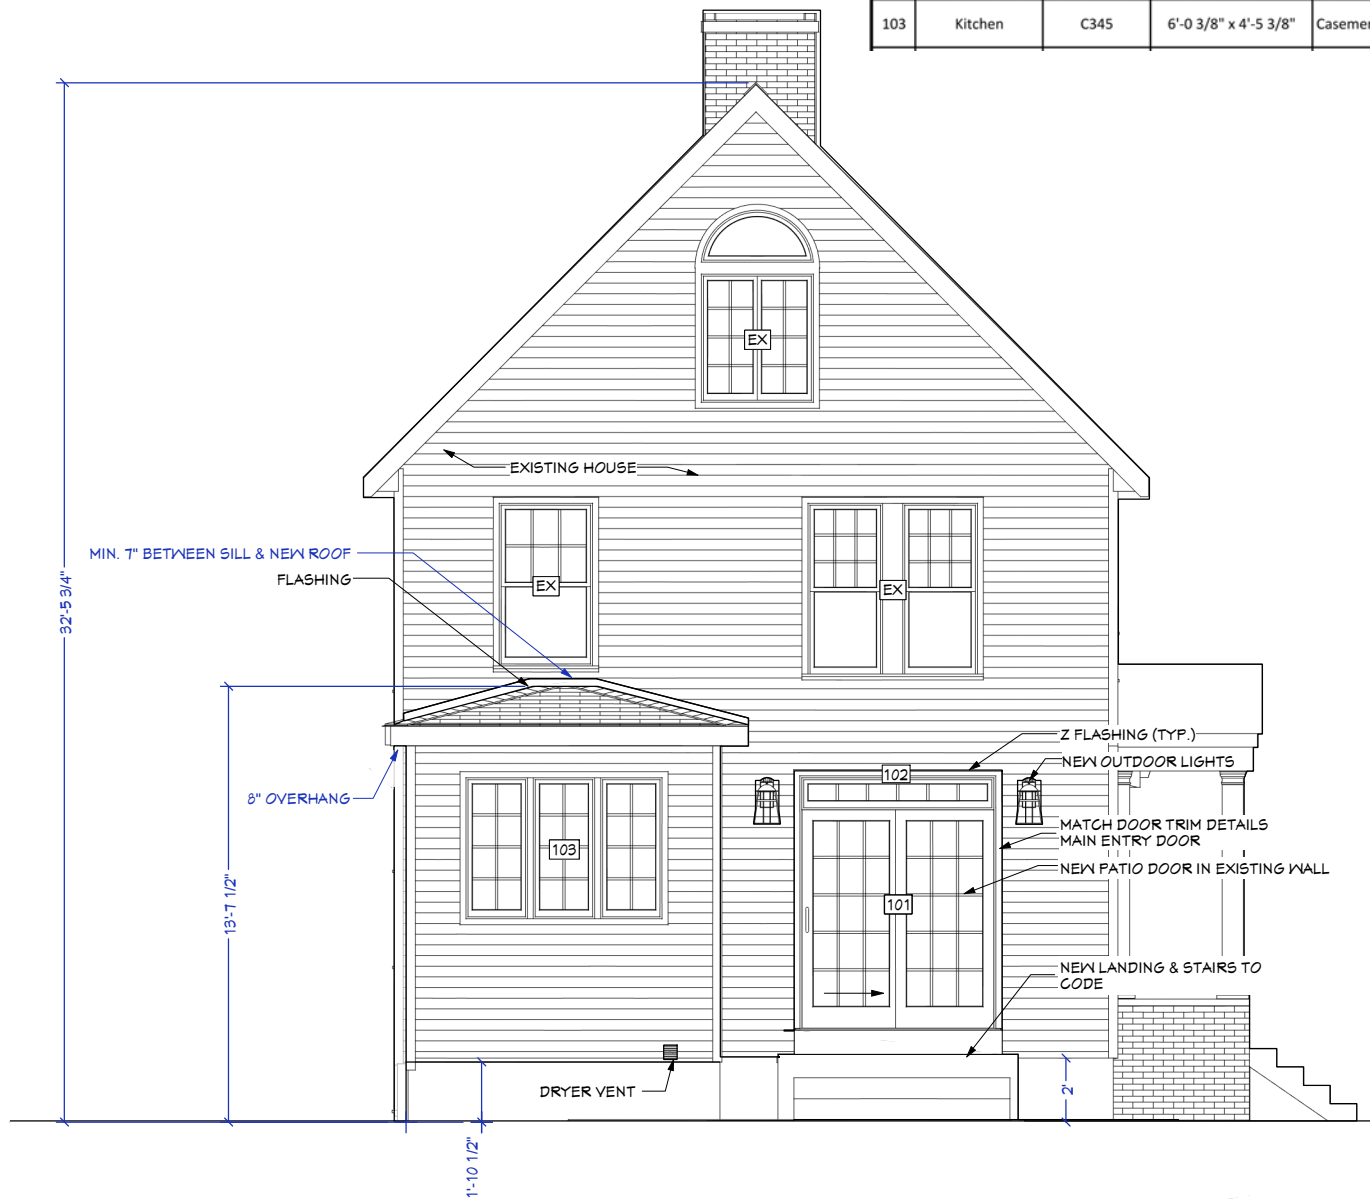 103 Kitchen C345 6'-0 3/8" x 4'-5 3/8"
EX
EXISTING HOUSE
MIN. 7" BETWEEN SILL & NEW ROOF
FLASHING
EX
EX
32'-5 3/4"
Z FLASHING (TYP.)
NEW OUTDOOR LIGHTS
102
8" OVERHANG
MATCH DOOR TRIM DETAILS
MAIN ENTRY DOOR
103
NEW PATIO DOOR IN EXISTING WALL
101
13'-7 1/2"
NEW LANDING & STAIRS TO
CODE
DRYER VENT
2'
1'-10 1/2"